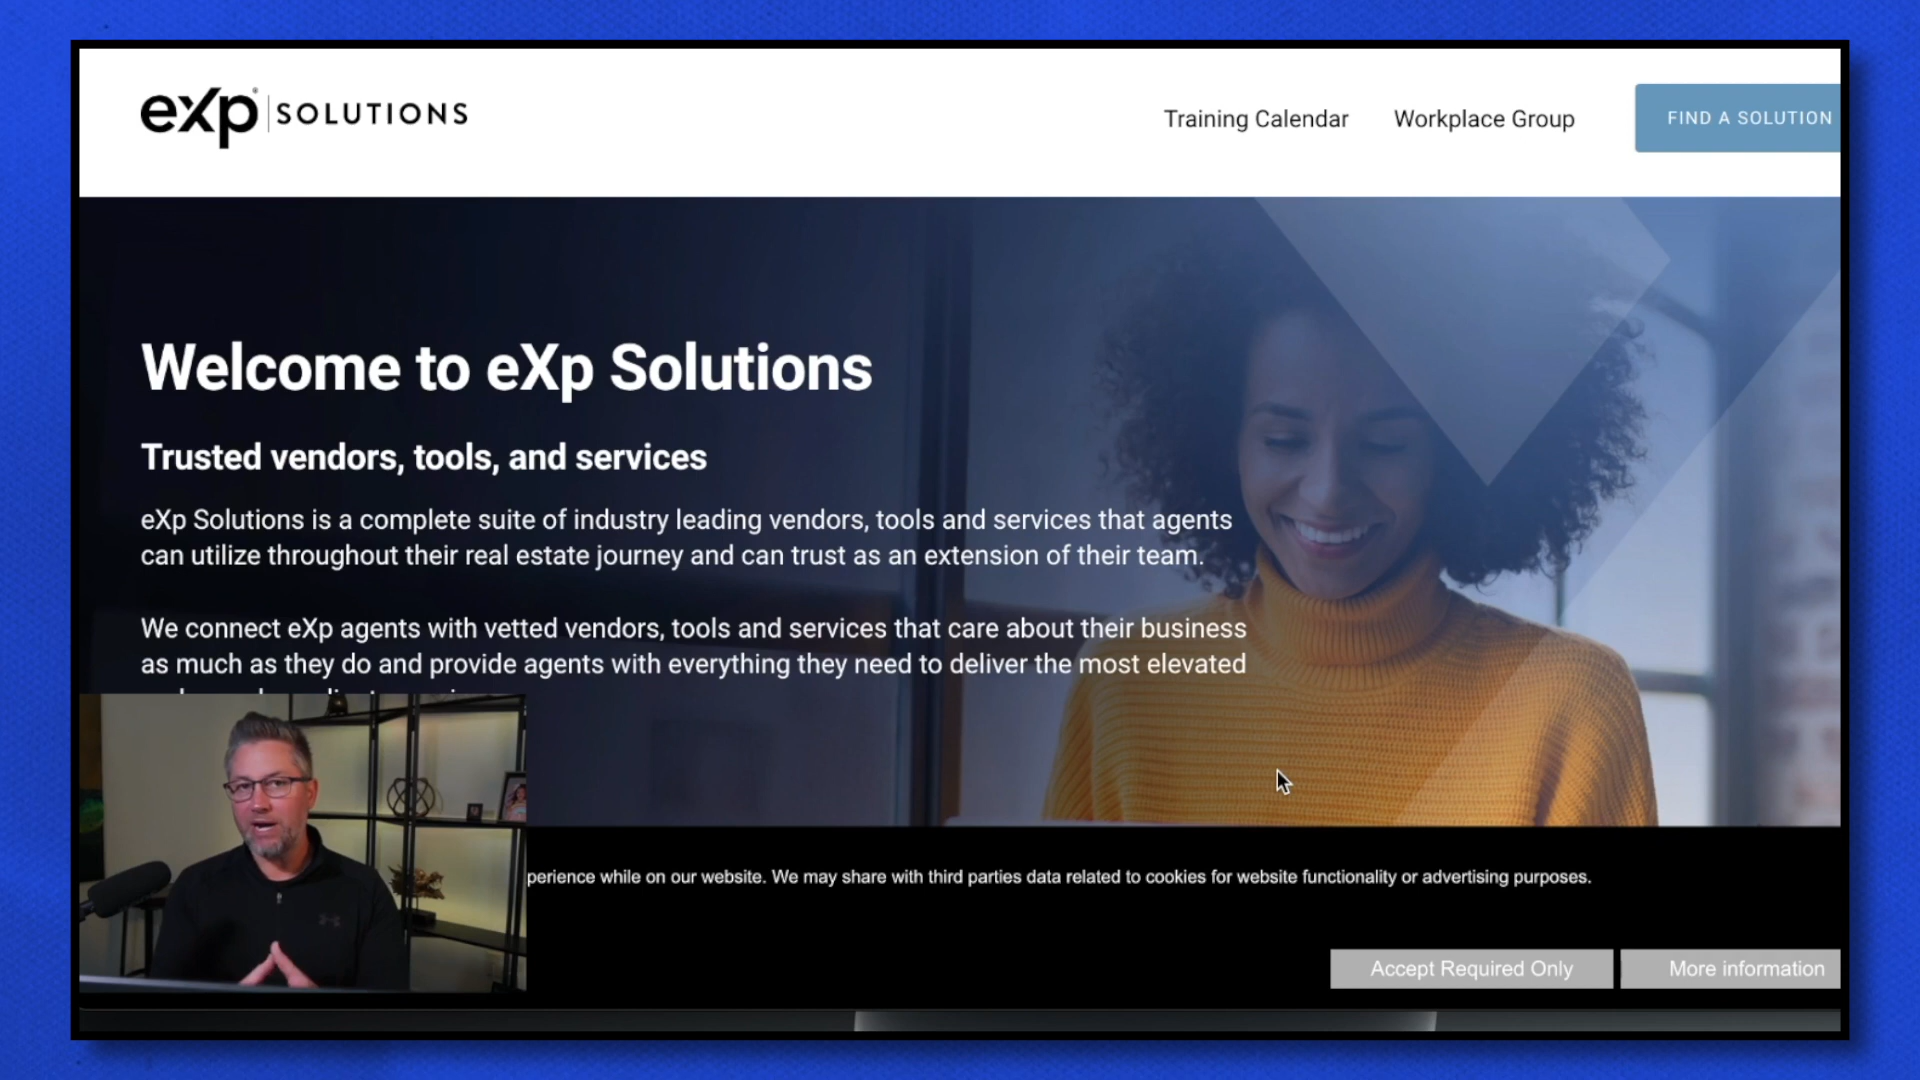 eXp® SOLUTIONS
Training Calendar
Workplace Group
FIND A SOLUTION
Welcome to eXp Solutions
Trusted vendors, tools, and services
eXp Solutions is a complete suite of industry leading vendors, tools and services that agents
can utilize throughout their real estate journey and can trust as an extension of their team.
We connect eXp agents with vetted vendors, tools and services that care about their business
as much as they do and provide agents with everything they need to deliver the most elevated
perience while on our website. We may share with third parties data related to cookies for website functionality or advertising purposes.
Accept Required Only
More information